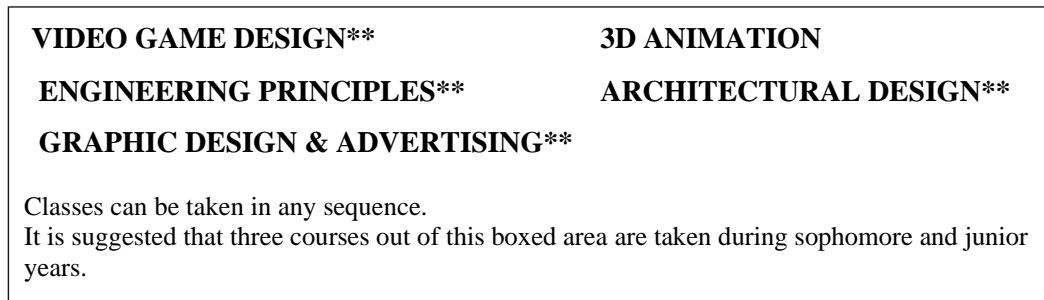 VIDEO GAME DESIGN** 3D ANIMATION
ENGINEERING PRINCIPLES** ARCHITECTURAL DESIGN**
GRAPHIC DESIGN & ADVERTISING**
Classes can be taken in any sequence.
It is suggested that three courses out of this boxed area are taken during sophomore and junior
years.